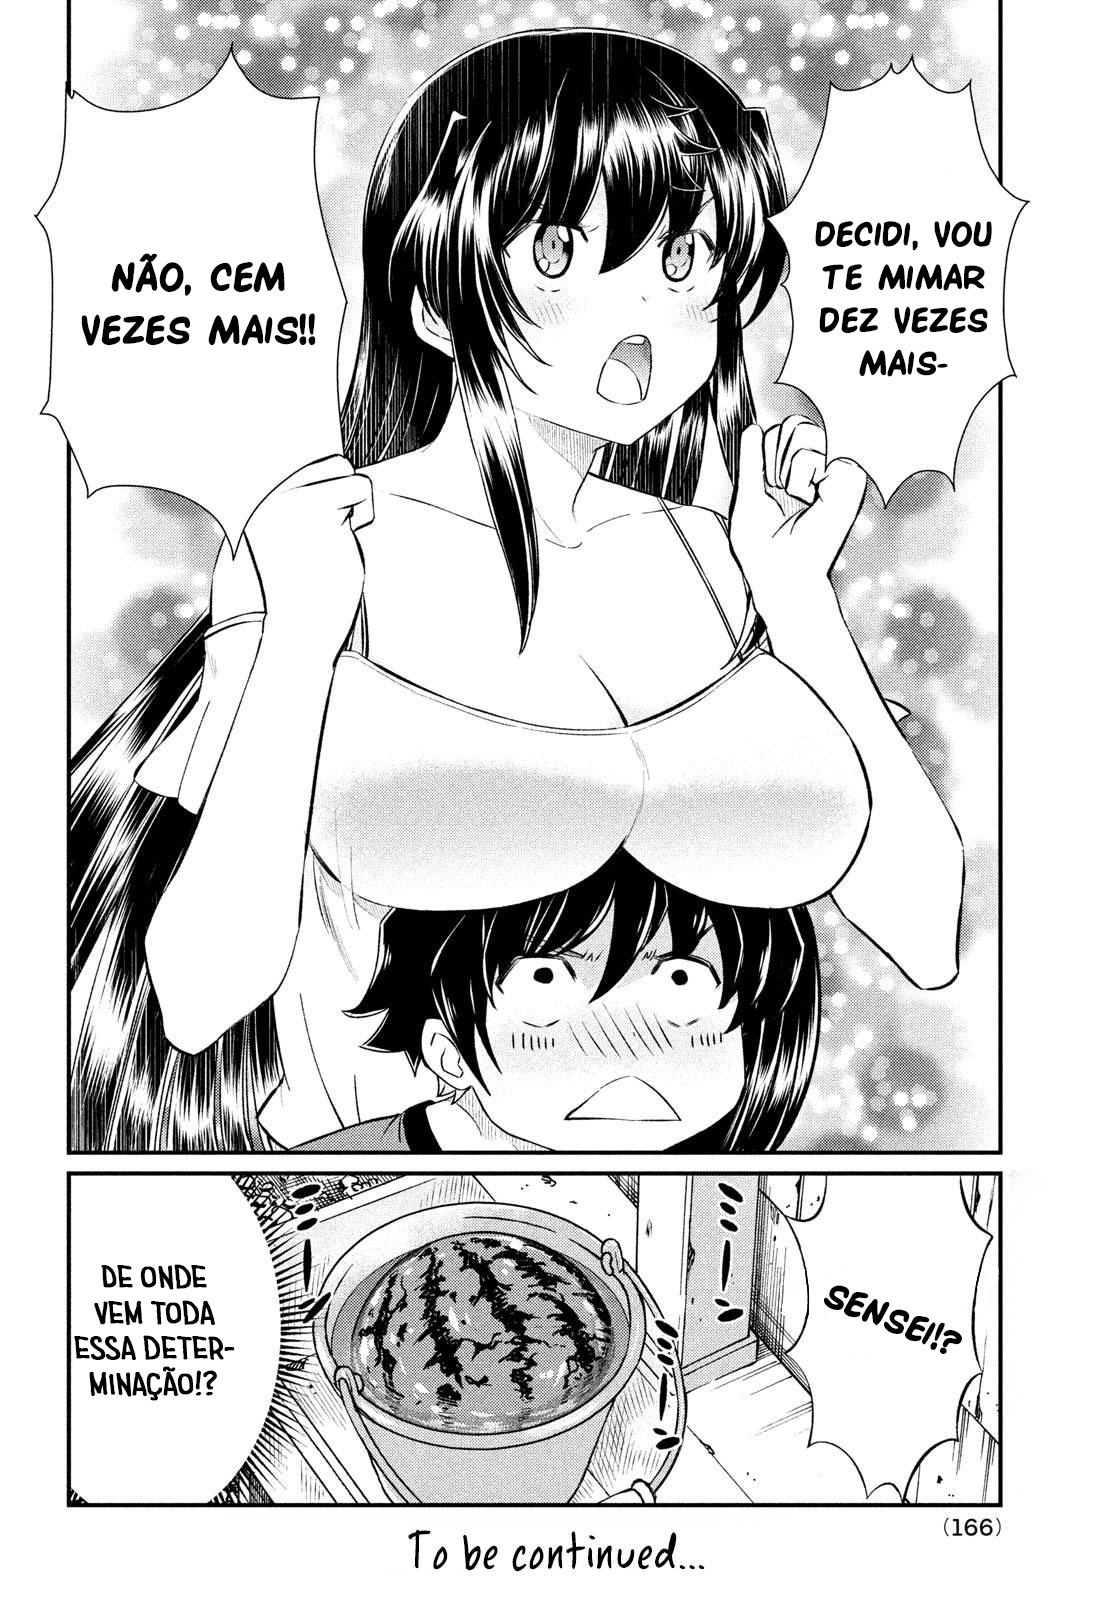 DECIDI, VOU
TE MIMAR
DEZ VEZES
MAIS-
NÃO, CEM
VEZES MAIS!!
SENSEI!?
DE ONDE
VEM TODA
ESSA DETER-
MINAÇÃO!?
(166)
To be continued...